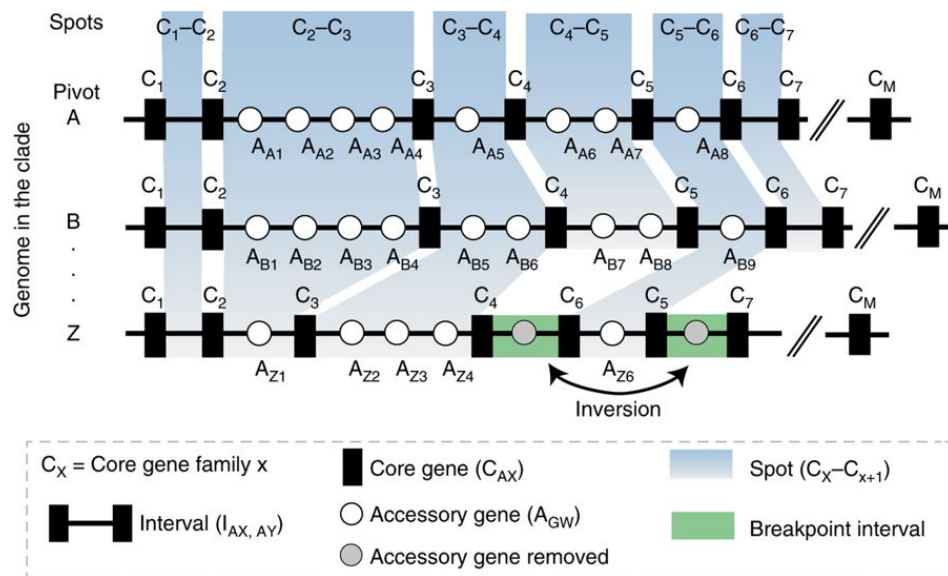 Spots C1–C2 C2–C3 C3–C4 C4–C5 C5–C6 C6–C7
Genome in the clade
Pivot
C1 C2 C3 C4 C5 C6 C7 CM
A
AA1 AA2 AA3 AA4 AA5 AA6 AA7 AA8
C1 C2 C3 C4 C5 C6 C7 CM
B
AB1 AB2 AB3 AB4 AB5 AB6 AB7 AB8 AB9
C1 C2 C3 C4 C6 C5 C7 CM
Z
AZ1 AZ2 AZ3 AZ4 AZ6
Inversion
CX = Core gene family x
Interval (IAX, AY)
Core gene (CAX)
Accessory gene (AGW)
Accessory gene removed
Spot (CX–Cx+1)
Breakpoint interval